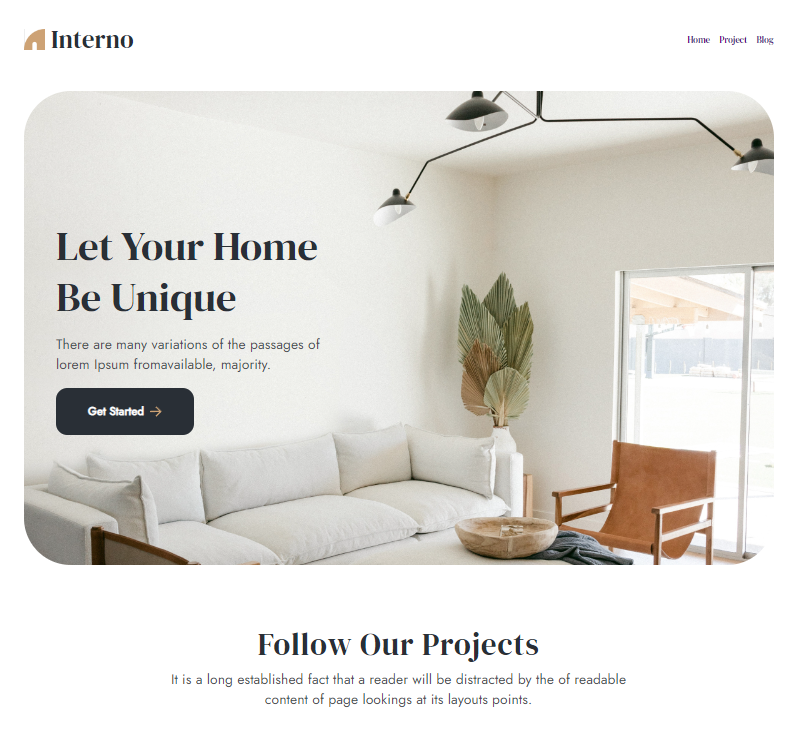 Interno
Home Project Blog
Let Your Home
Be Unique
There are many variations of the passages of
lorem Ipsum fromavailable, majority.
Get Started
Follow Our Projects
It is a long established fact that a reader will be distracted by the of readable
content of page lookings at its layouts points.